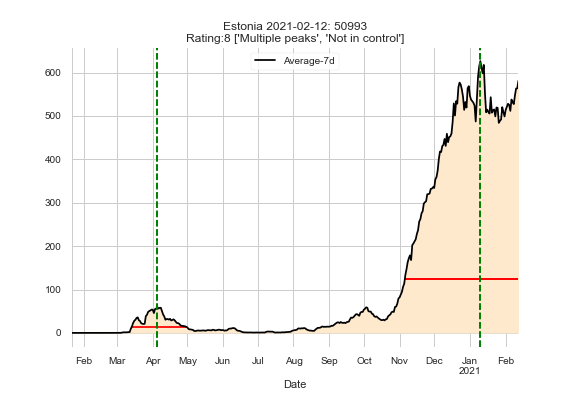 Estonia 2021-02-12: 50993
Rating:8 ['Multiple peaks', 'Not in control']
Average-7d
600
500
400
300
200
100
0
Feb Mar Apr May Jun Jul Aug Sep Oct Nov Dec Jan Feb
2021
Date